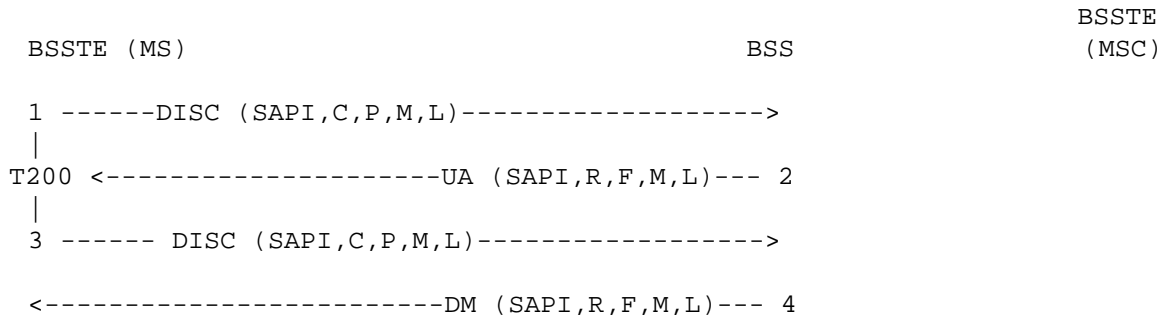 BSSTE
BSSTE (MS) BSS (MSC)
1 ------DISC (SAPI,C,P,M,L)------------------->
|
T200 <---------------------UA (SAPI,R,F,M,L)--- 2
|
3 ------ DISC (SAPI,C,P,M,L)------------------>
<-------------------------DM (SAPI,R,F,M,L)--- 4